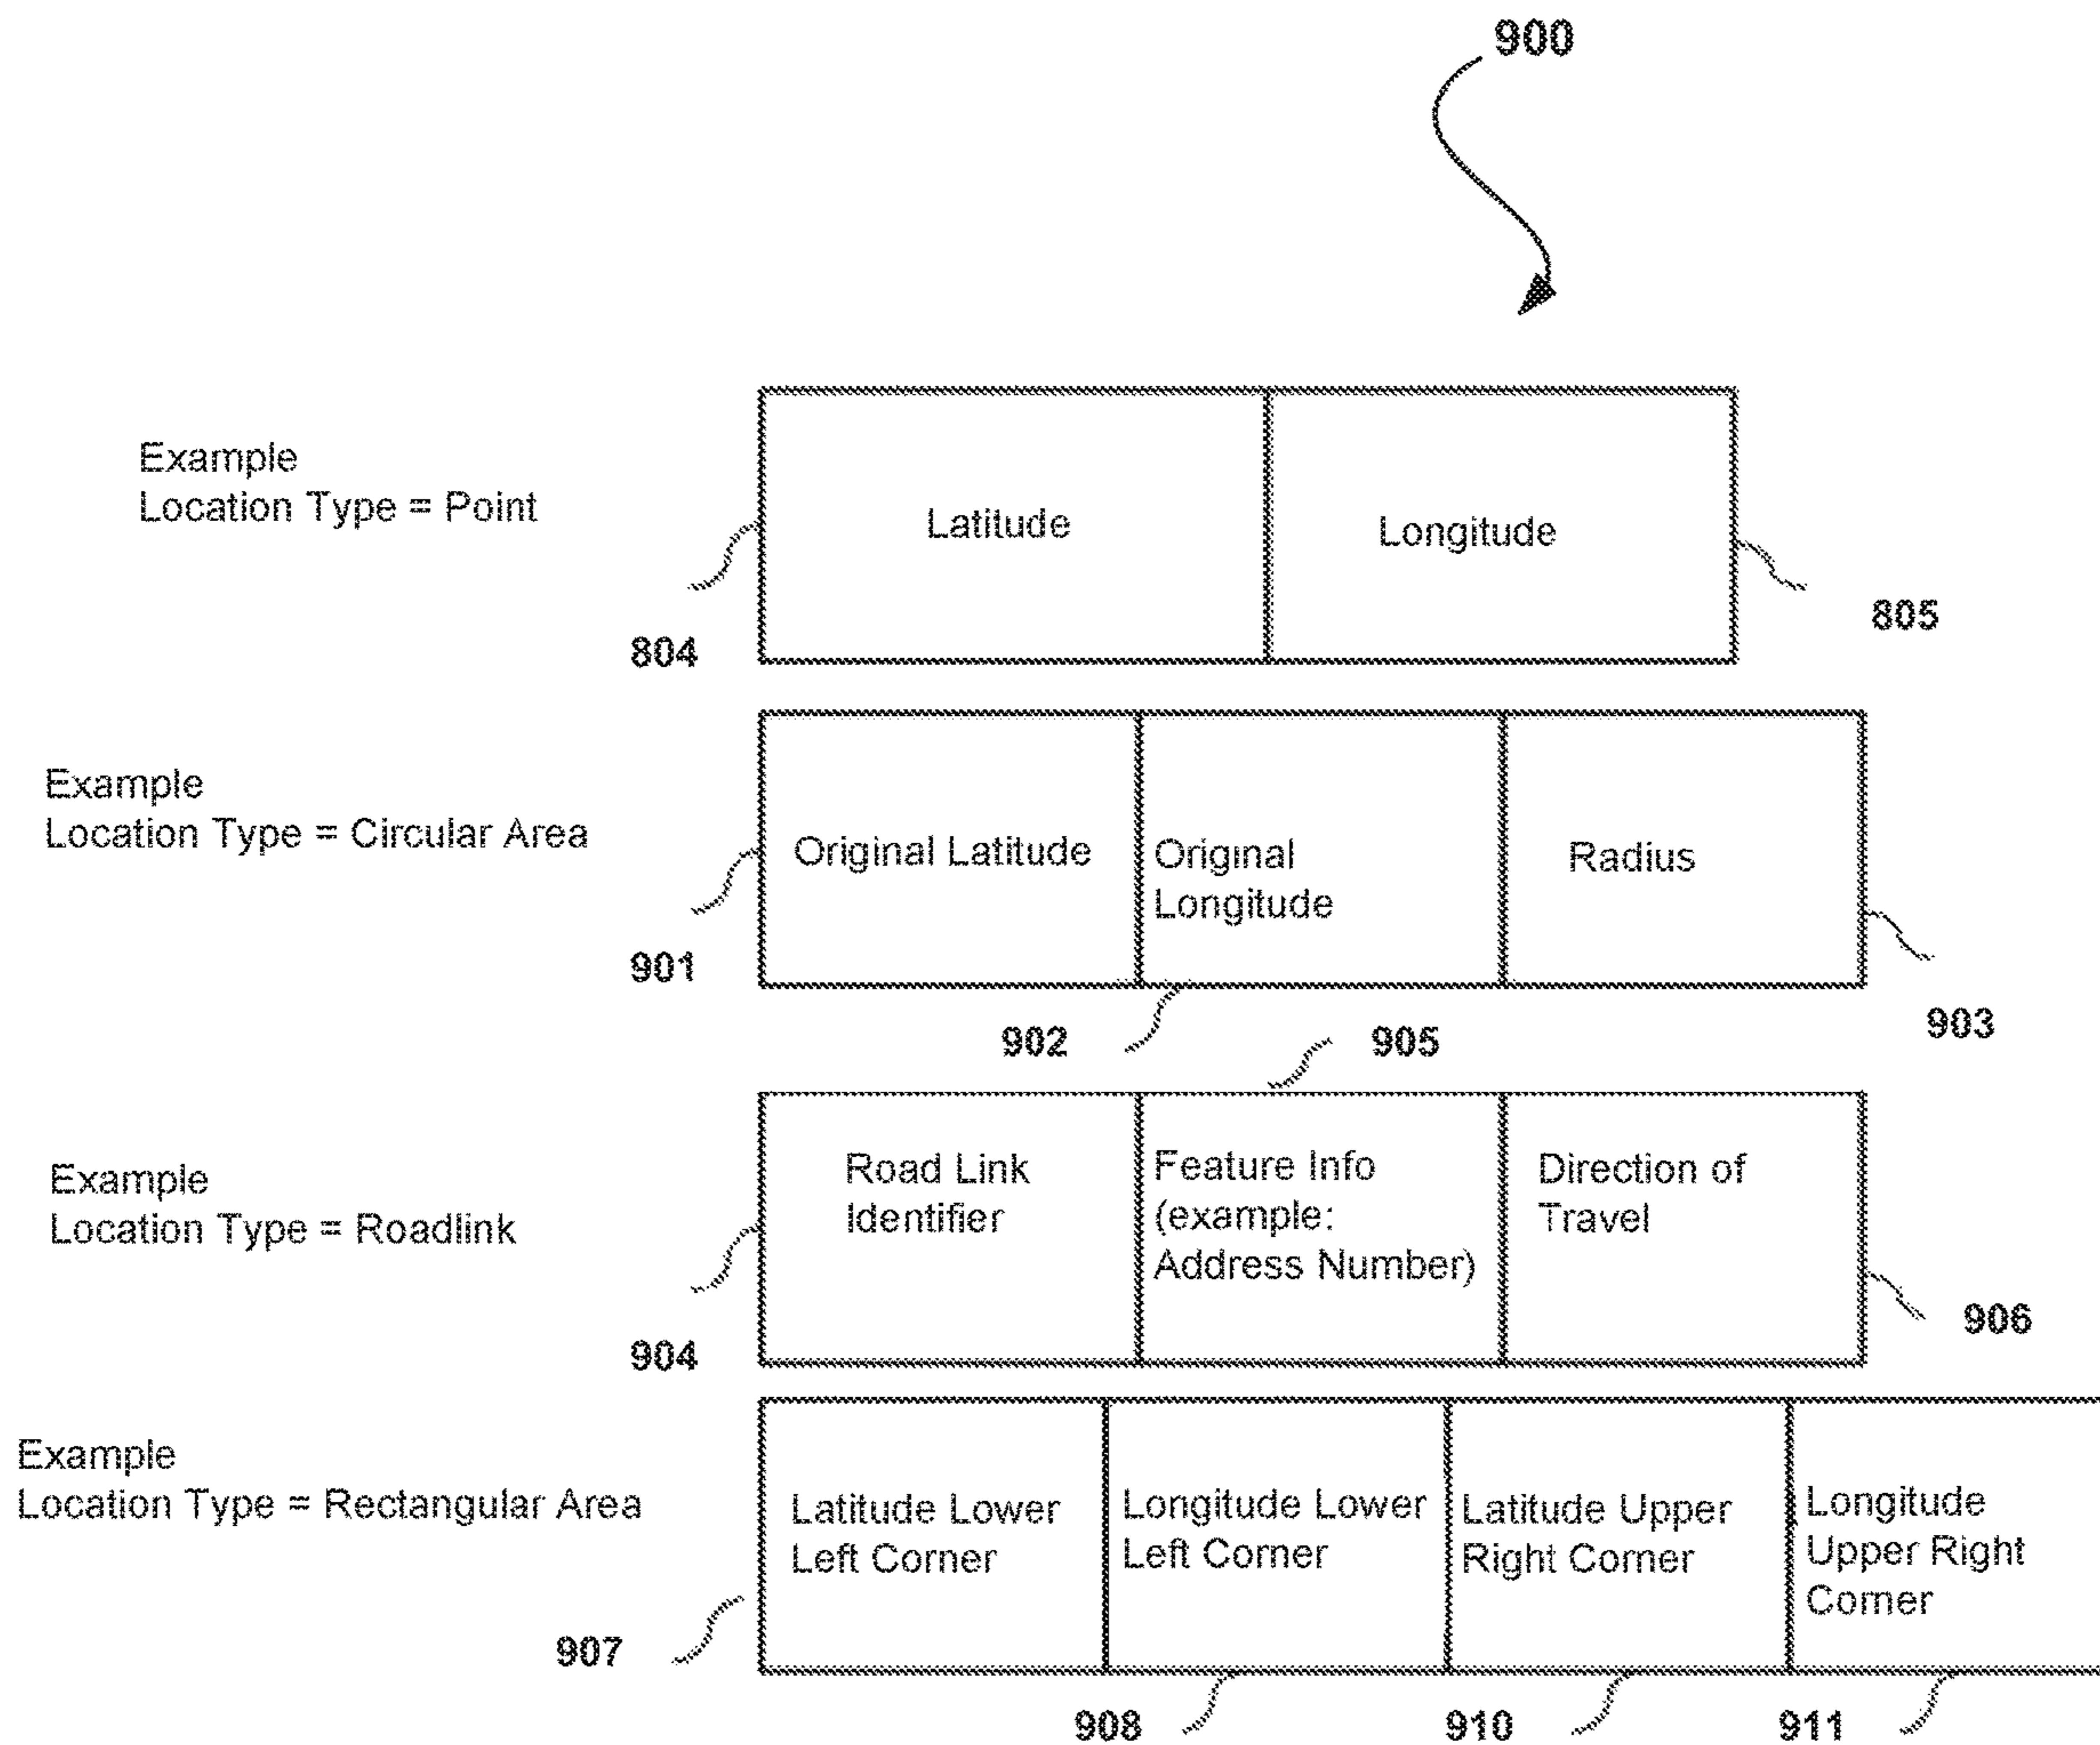 900
Example
Location Type = Point
Latitude
Longitude
804
805
Example
Location Type = Circular Area
Original Latitude
Original
Longitude
Radius
901
902
903
905
Example
Location Type = Roadlink
Road Link
Identifier
Feature Info
(example:
Address Number)
Direction of
Travel
904
906
Example
Location Type = Rectangular Area
Latitude Lower
Left Corner
Longitude Lower
Left Corner
Latitude Upper
Right Corner
Longitude
Upper Right
Corner
907
908
910
911